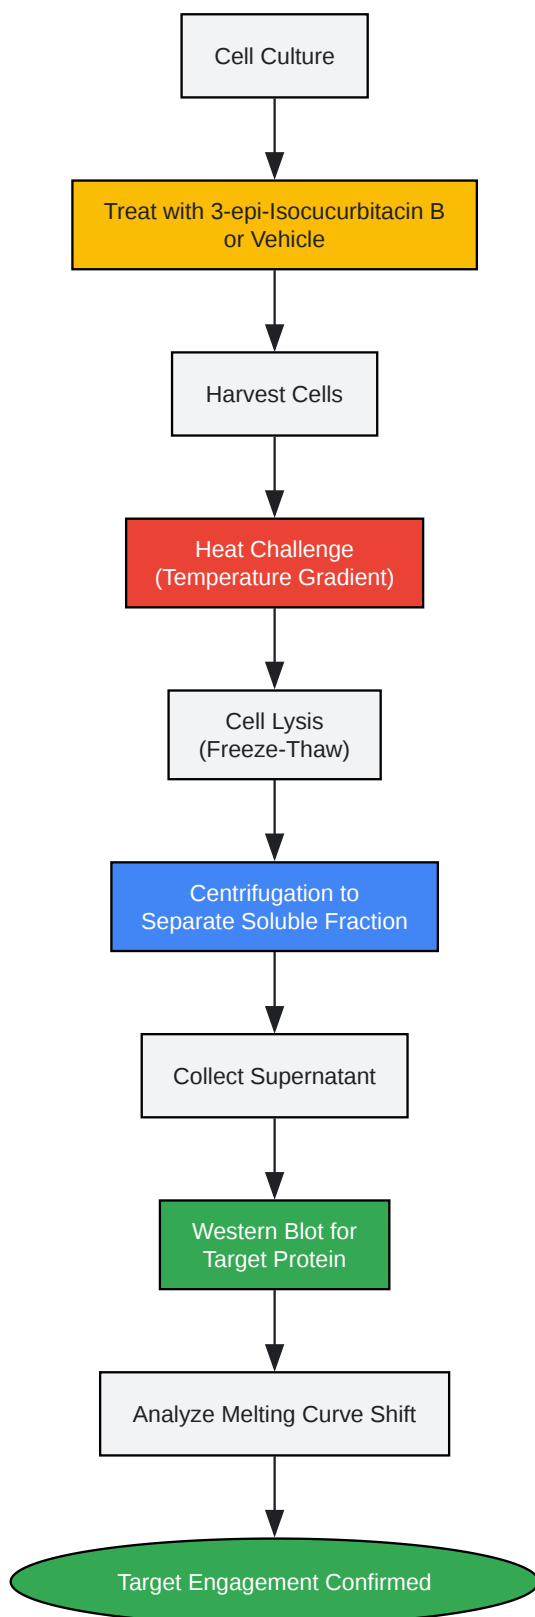 Cell Culture
Treat with 3-epi-Isocucurbitacin B
or Vehicle
Harvest Cells
Heat Challenge
(Temperature Gradient)
Cell Lysis
(Freeze-Thaw)
Centrifugation to
Separate Soluble Fraction
Collect Supernatant
Western Blot for
Target Protein
Analyze Melting Curve Shift
Target Engagement Confirmed